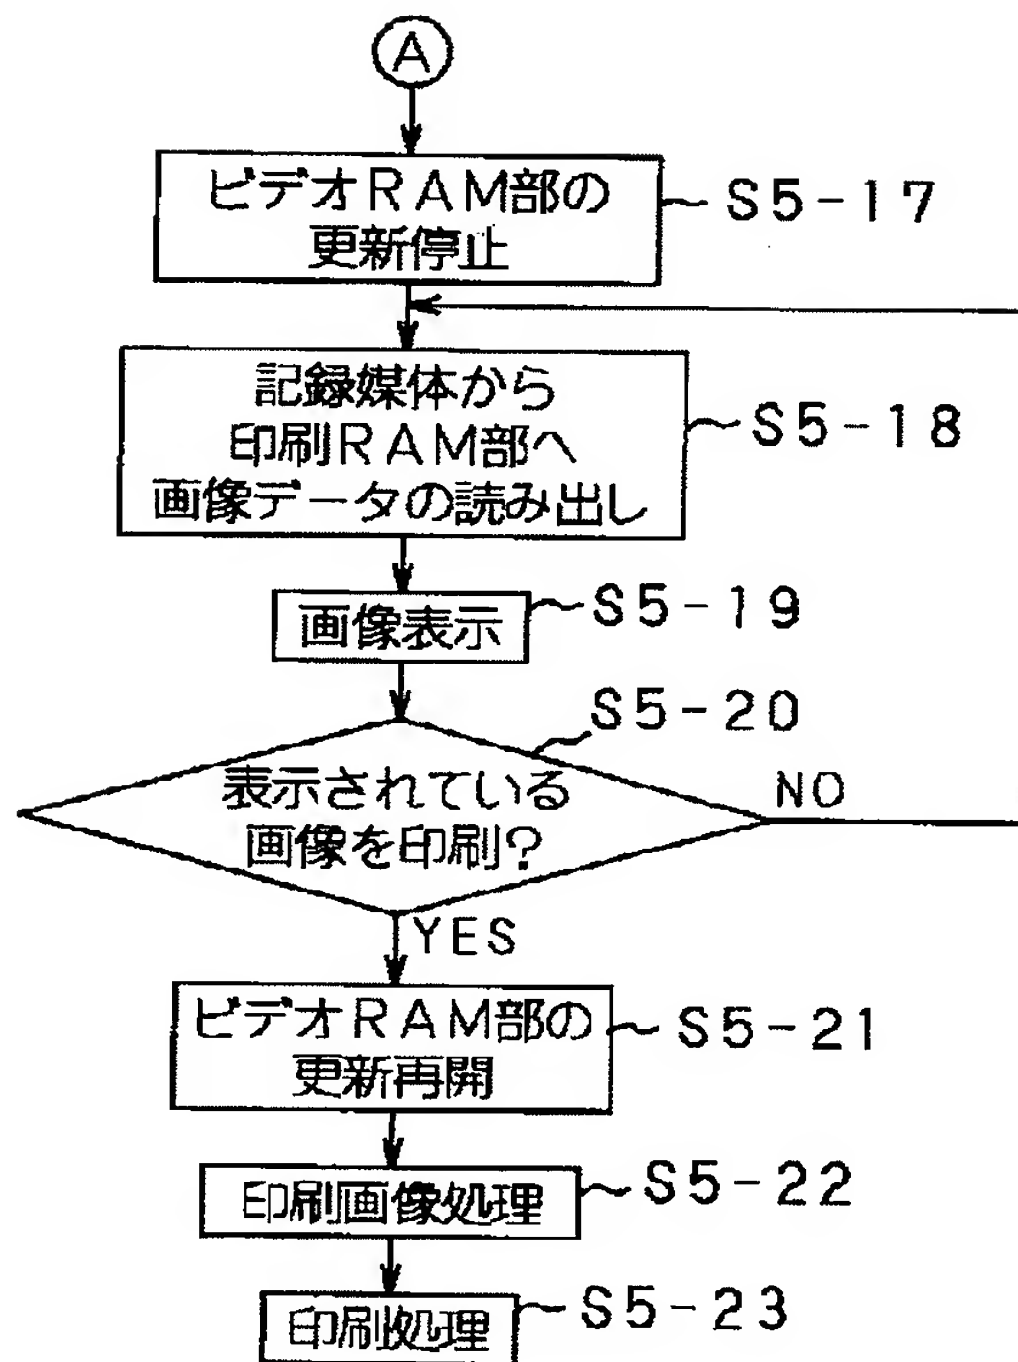 A
ビデオRAM部の
更新停止
S5-17
記録媒体から
印刷RAM部へ
画像データの読み出し
S5-18
画像表示
S5-19
S5-20
表示されている
画像を印刷?
NO
YES
ビデオRAM部の
更新再開
S5-21
印刷画像処理
S5-22
印刷処理
S5-23